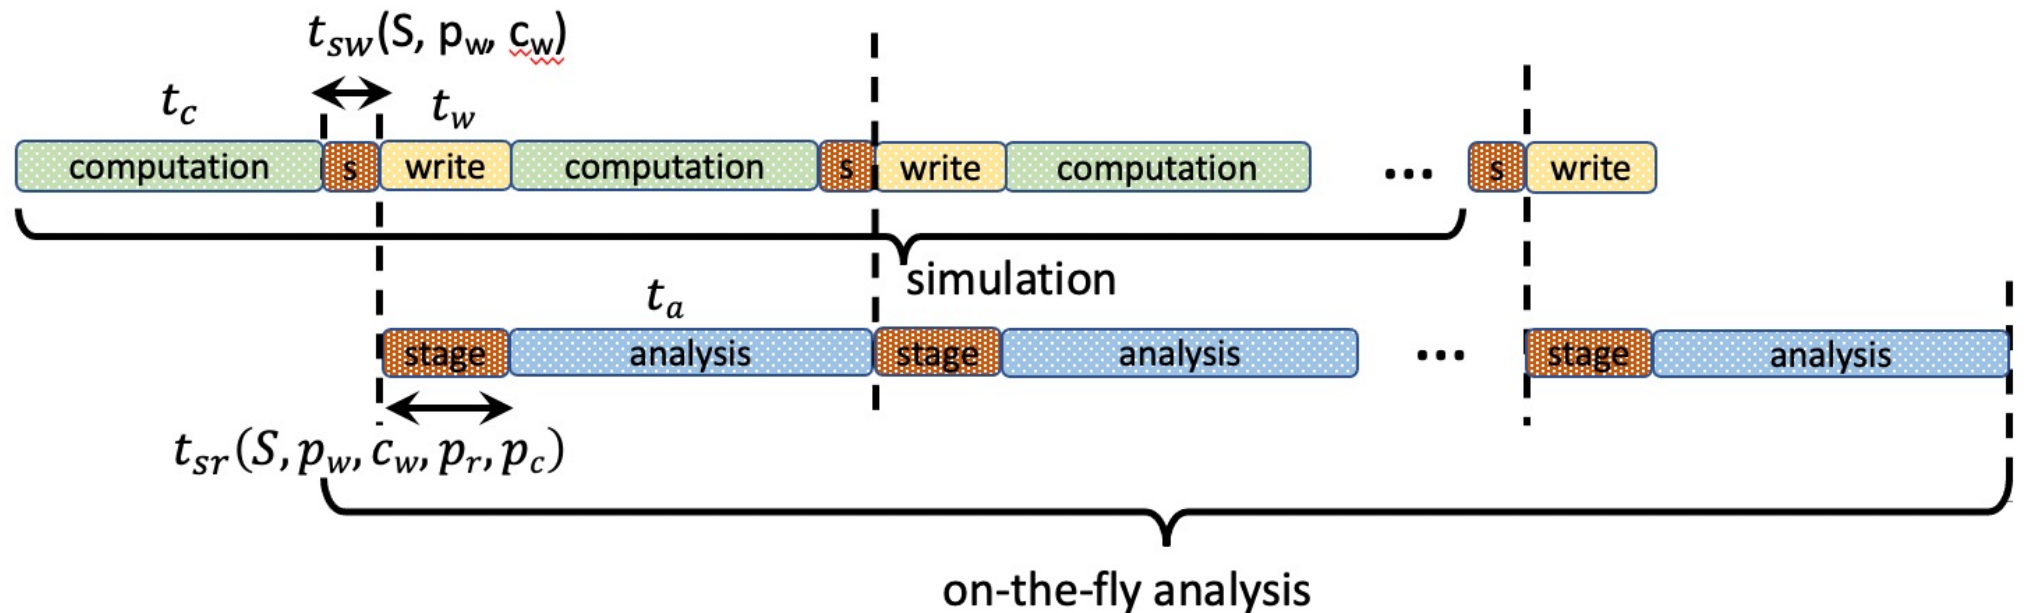 t_sw(S, p_w, c_w)
t_c
t_w
computation s write computation s write computation ... s write
simulation
t_a
stage analysis stage analysis ... stage analysis
t_sr(S, p_w, c_w, p_r, p_c)
on-the-fly analysis